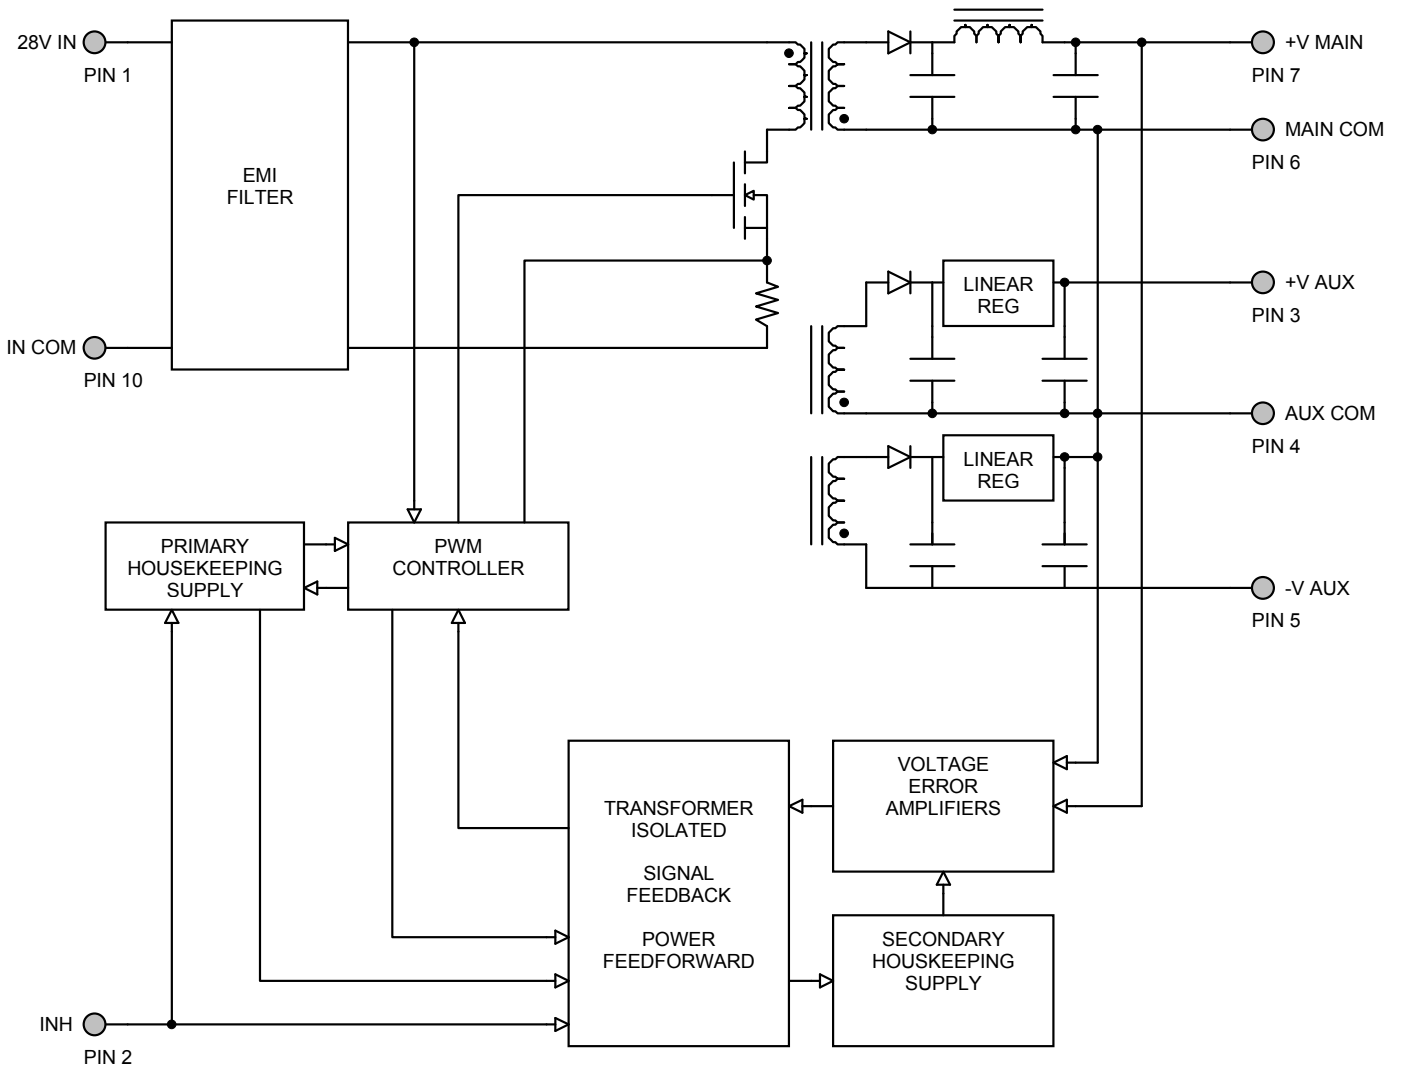 28V IN
PIN 1
EMI
FILTER
IN COM
PIN 10
+V MAIN
PIN 7
MAIN COM
PIN 6
LINEAR
REG
+V AUX
PIN 3
AUX COM
PIN 4
LINEAR
REG
-V AUX
PIN 5
PRIMARY
HOUSEKEEPING
SUPPLY
PWM
CONTROLLER
TRANSFORMER
ISOLATED
SIGNAL
FEEDBACK
POWER
FEEDFORWARD
VOLTAGE
ERROR
AMPLIFIERS
SECONDARY
HOUSKEEPING
SUPPLY
INH
PIN 2